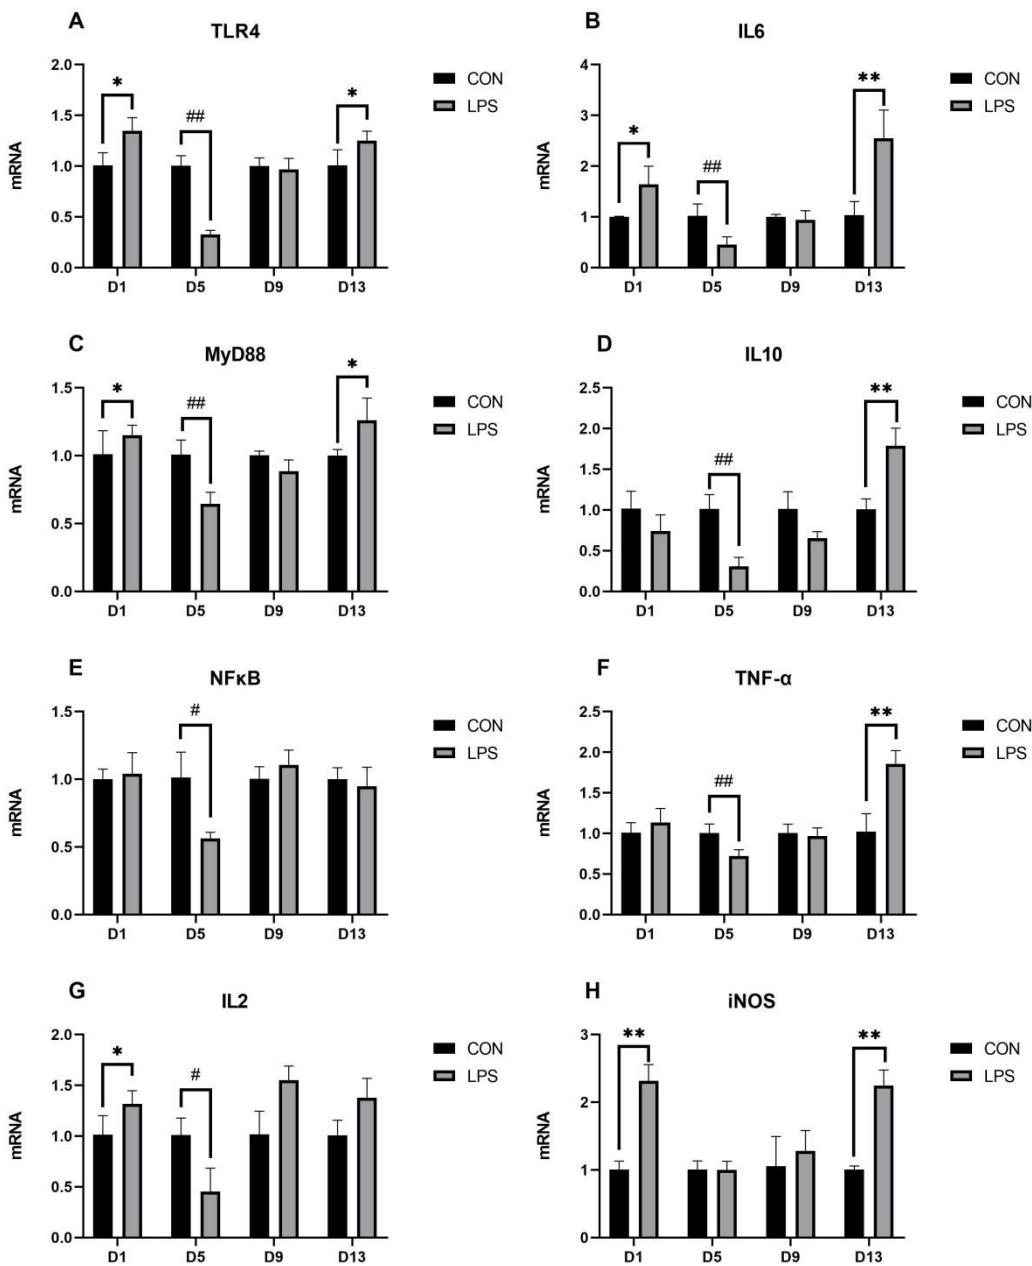 A
TLR4
2.0
1.5
1.0
0.5
0.0
mRNA
*
##
*
D1 D5 D9 D13
CON
LPS
B
IL6
4
3
2
1
0
mRNA
*
##
**
D1 D5 D9 D13
CON
LPS
C
MyD88
1.5
1.0
0.5
0.0
mRNA
*
##
*
D1 D5 D9 D13
CON
LPS
D
IL10
2.5
2.0
1.5
1.0
0.5
0.0
mRNA
##
**
D1 D5 D9 D13
CON
LPS
E
NFκB
1.5
1.0
0.5
0.0
mRNA
#
D1 D5 D9 D13
CON
LPS
F
TNF-α
2.5
2.0
1.5
1.0
0.5
0.0
mRNA
##
**
D1 D5 D9 D13
CON
LPS
G
IL2
2.0
1.5
1.0
0.5
0.0
mRNA
*
#
D1 D5 D9 D13
CON
LPS
H
iNOS
3
2
1
0
mRNA
**
**
D1 D5 D9 D13
CON
LPS